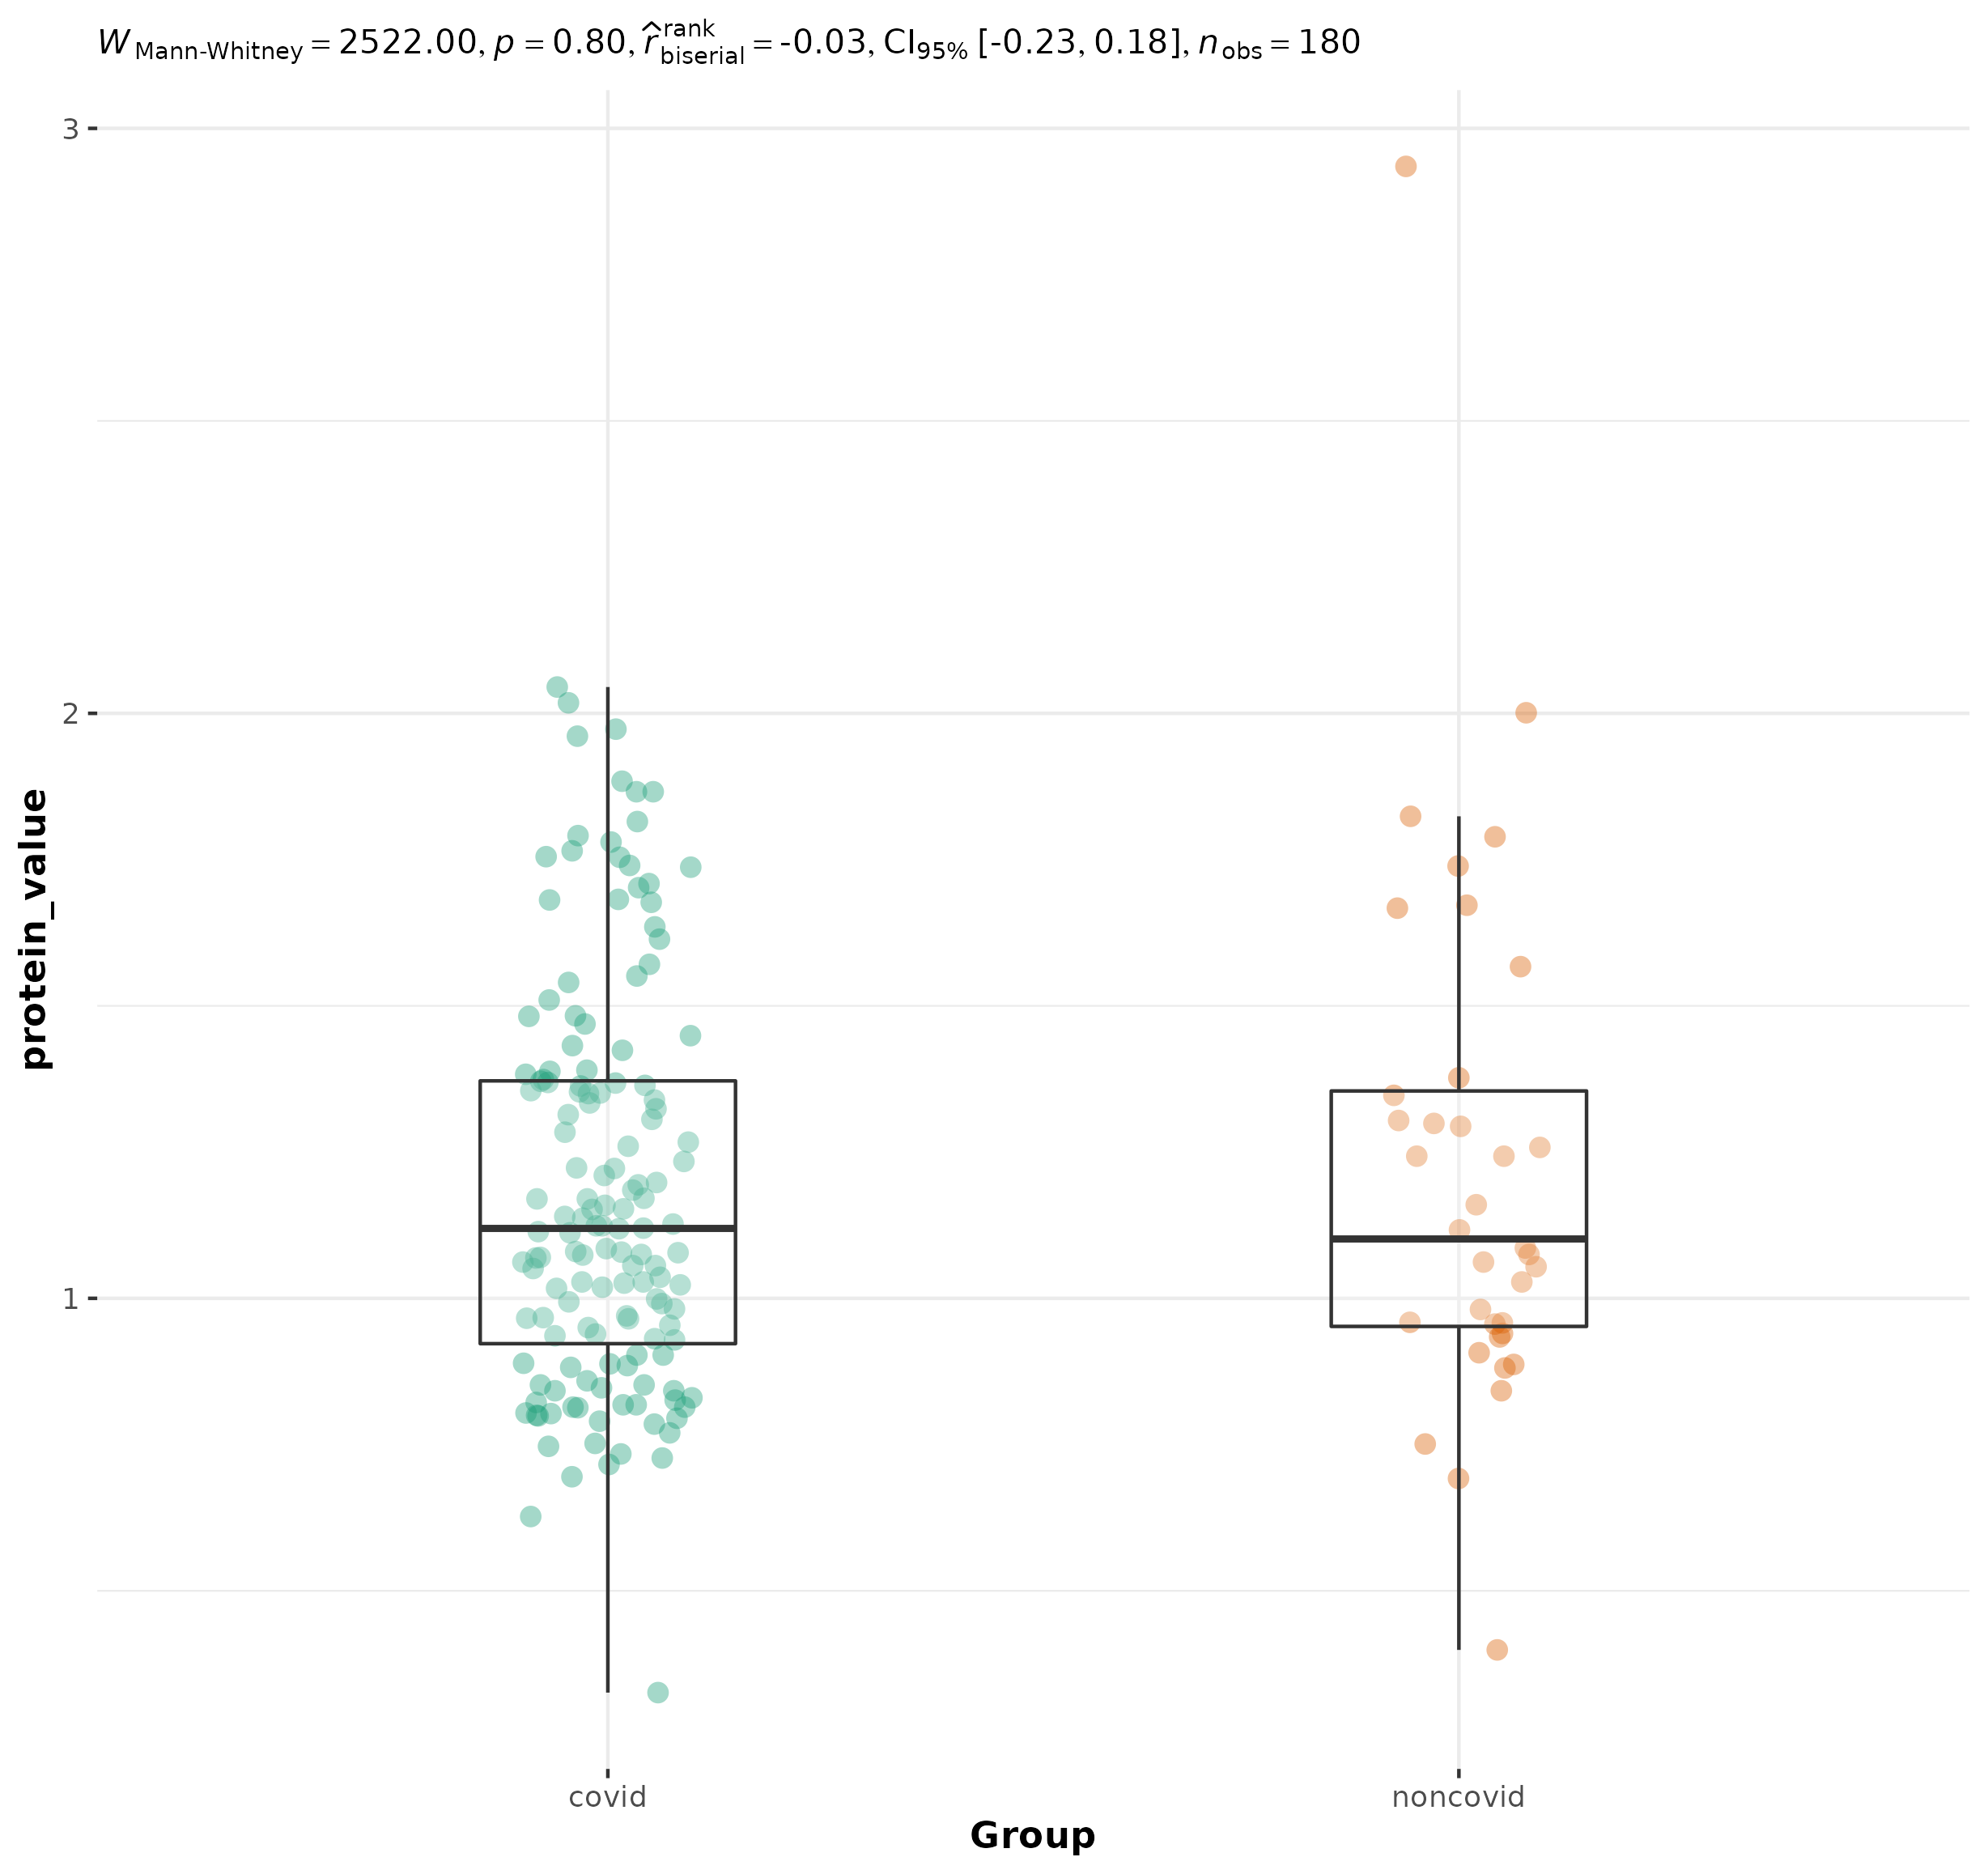 W Mann-Whitney = 2522.00, p = 0.80, r̂ rank biserial = -0.03, CI95% [-0.23, 0.18], nobs = 180
3
2
1
protein_value
covid noncovid
Group